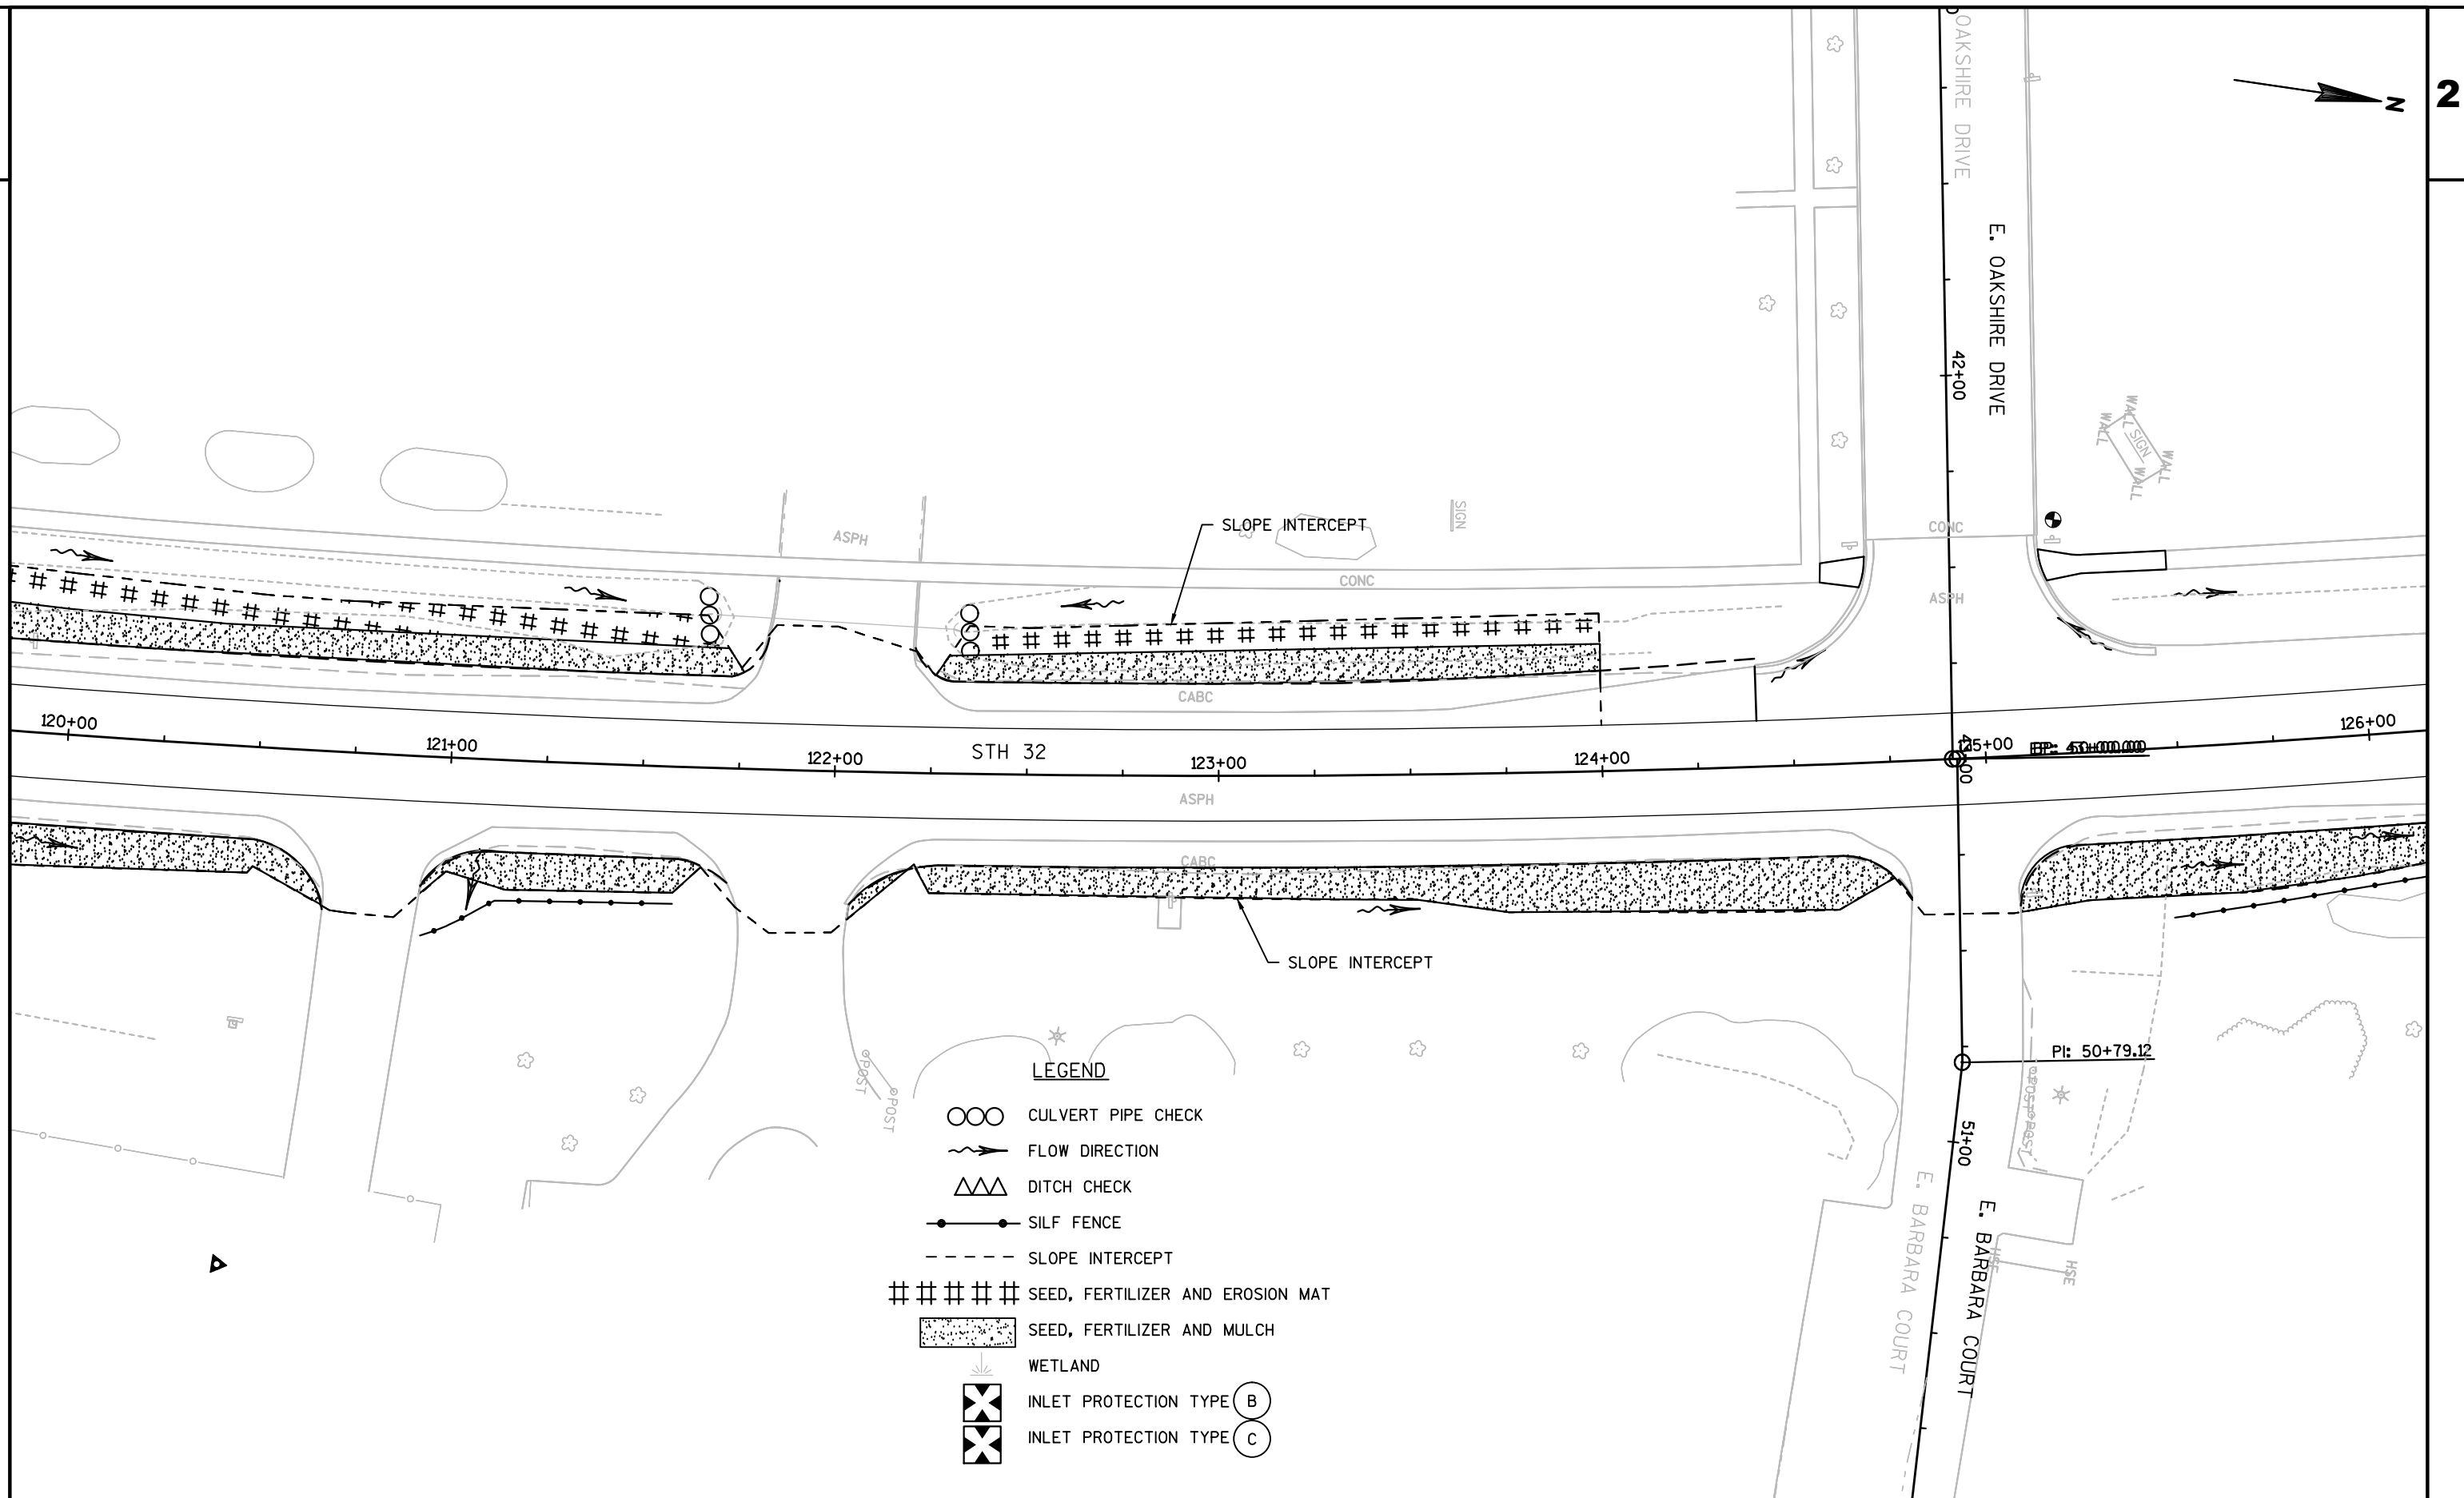 2
N
OAKSHIRE DRIVE
E. OAKSHIRE DRIVE
42+00
WALL
WALL
SIGN
WALL
WALL
SIGN
SLOPE INTERCEPT
ASPH
CONC
CONC
ASPH
CABC
120+00
121+00
122+00
STH 32
123+00
124+00
125+00
126+00
ASPH
CABC
SLOPE INTERCEPT
PI: 50+79.12
POST
POST
POST
POST
51+00
E. BARBARA COURT
E. BARBARA COURT
HSE
HSE
LEGEND
CULVERT PIPE CHECK
FLOW DIRECTION
DITCH CHECK
SILF FENCE
SLOPE INTERCEPT
SEED, FERTILIZER AND EROSION MAT
SEED, FERTILIZER AND MULCH
WETLAND
INLET PROTECTION TYPE B
INLET PROTECTION TYPE C